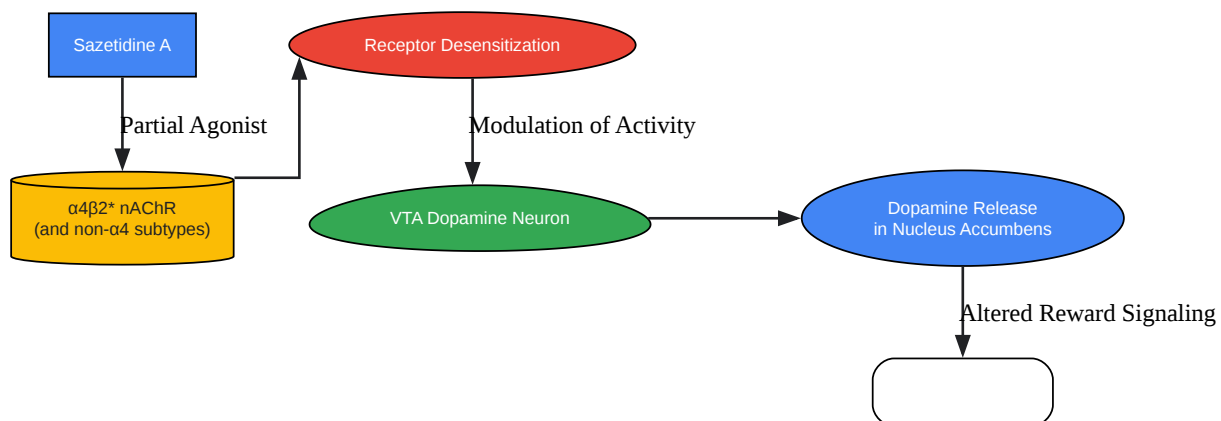 Sazetidine A
Receptor Desensitization
Partial Agonist
Modulation of Activity
α4β2* nAChR
(and non-α4 subtypes)
VTA Dopamine Neuron
Dopamine Release
in Nucleus Accumbens
Altered Reward Signaling